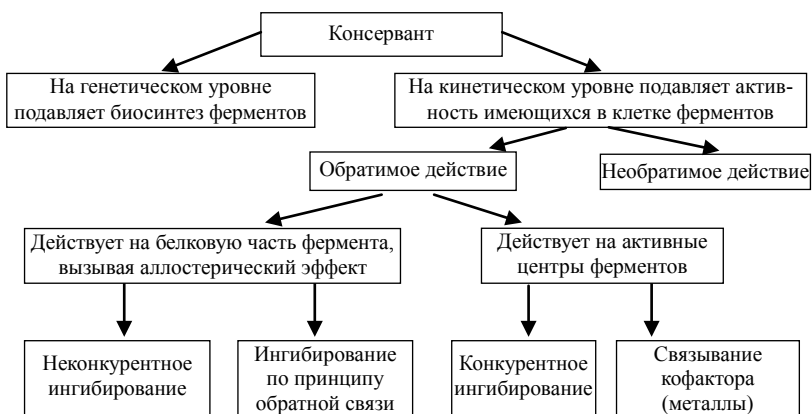 Консервант
На генетическом уровне
подавляет биосинтез ферментов
На кинетическом уровне подавляет актив-
ность имеющихся в клетке ферментов
Обратимое действие
Необратимое действие
Действует на белковую часть фермента,
вызывая аллостерический эффект
Действует на активные
центры ферментов
Неконкурентное
ингибирование
Ингибирование
по принципу
обратной связи
Конкурентное
ингибирование
Связывание
кофактора
(металлы)